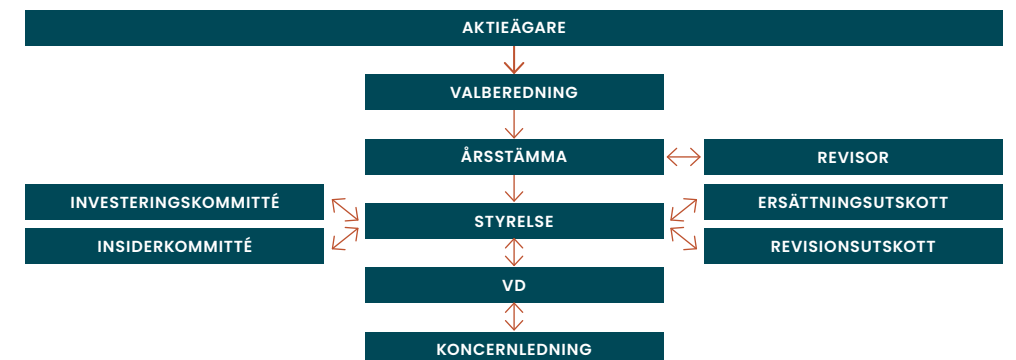 AKTIEÄGARE
VALBEREDNING
ÅRSSTÄMMA
REVISOR
INVESTERINGSKOMMITTÉ
ERSÄTTNINGSUTSKOTT
STYRELSE
INSIDERKOMMITTÉ
REVISIONSUTSKOTT
VD
KONCERNLEDNING